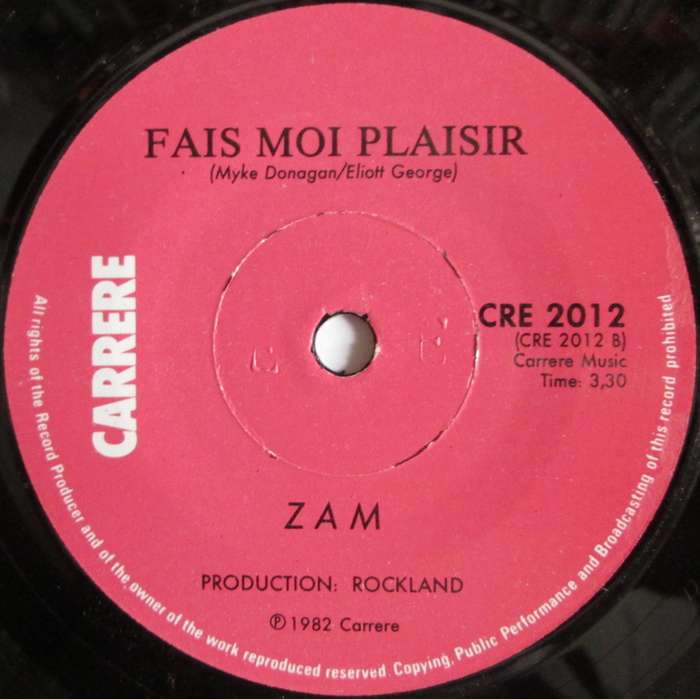 FAIS MOI PLAISIR
(Myke Donagan/Eliott George)
CARRERE
CRE 2012
(CRE 2012 B)
Carrere Music
Time: 3,30
ZAM
PRODUCTION: ROCKLAND
℗ 1982 Carrere
All rights of the Record Producer and of the owner of the work reproduced reserved. Copying, Public Performance and Broadcasting of this record prohibited